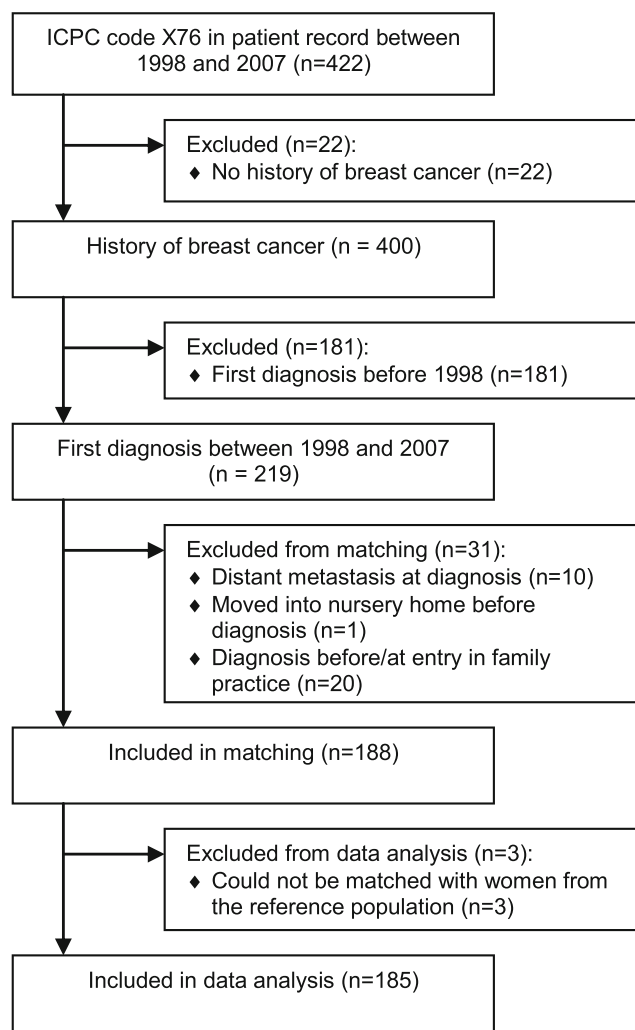 ICPC code X76 in patient record between
1998 and 2007 (n=422)
Excluded (n=22):
♦ No history of breast cancer (n=22)
History of breast cancer (n = 400)
Excluded (n=181):
♦ First diagnosis before 1998 (n=181)
First diagnosis between 1998 and 2007
(n = 219)
Excluded from matching (n=31):
♦ Distant metastasis at diagnosis (n=10)
♦ Moved into nursery home before
diagnosis (n=1)
♦ Diagnosis before/at entry in family
practice (n=20)
Included in matching (n=188)
Excluded from data analysis (n=3):
♦ Could not be matched with women from
the reference population (n=3)
Included in data analysis (n=185)